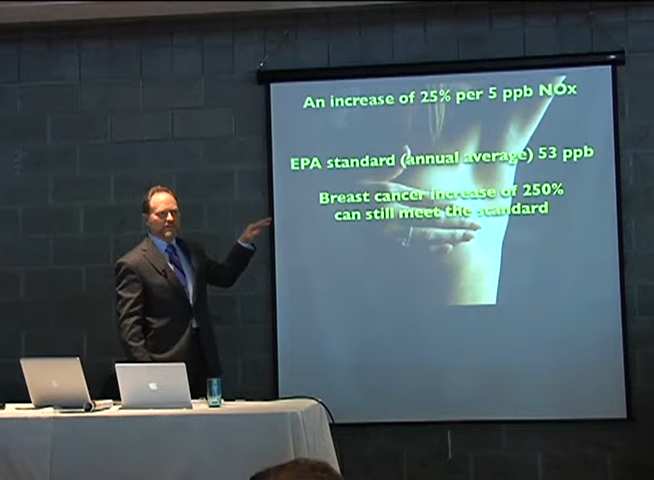 An increase of 25% per 5 ppb NOx
EPA standard (annual average) 53 ppb
Breast cancer increase of 250%
can still meet the standard